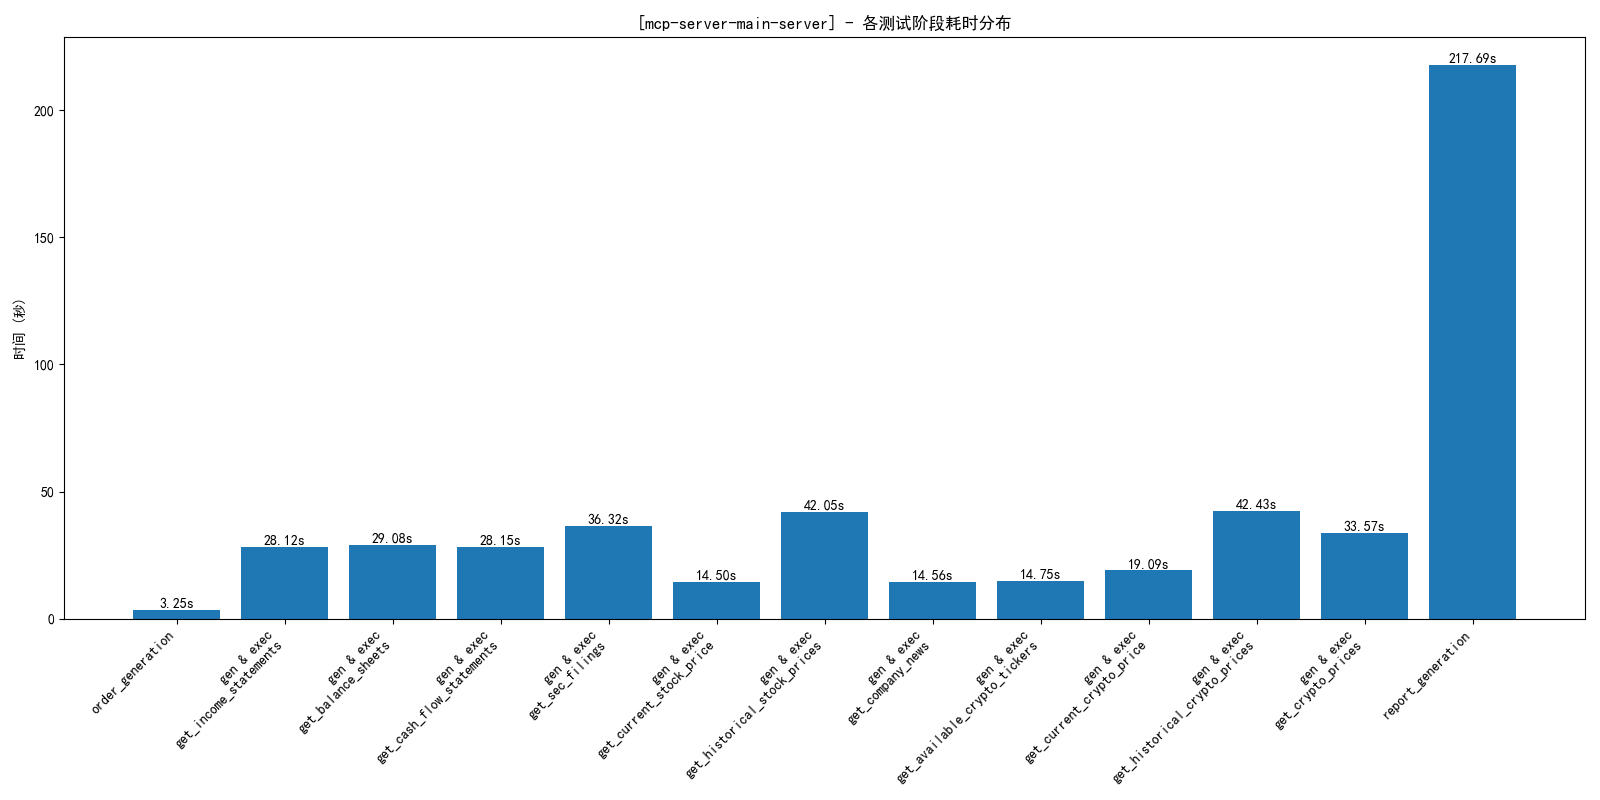 [mcp-server-main-server] - 各测试阶段耗时分布
时间 (秒)
200
150
100
50
0
3.25s
28.12s
29.08s
28.15s
36.32s
14.50s
42.05s
14.56s
14.75s
19.09s
42.43s
33.57s
217.69s
order_generation
gen & exec
get_income_statements
gen & exec
get_balance_sheets
gen & exec
get_cash_flow_statements
gen & exec
get_sec_filings
gen & exec
get_current_stock_price
gen & exec
get_historical_stock_prices
gen & exec
get_company_news
gen & exec
get_available_crypto_tickers
gen & exec
get_current_crypto_price
gen & exec
get_historical_crypto_prices
gen & exec
get_crypto_prices
report_generation